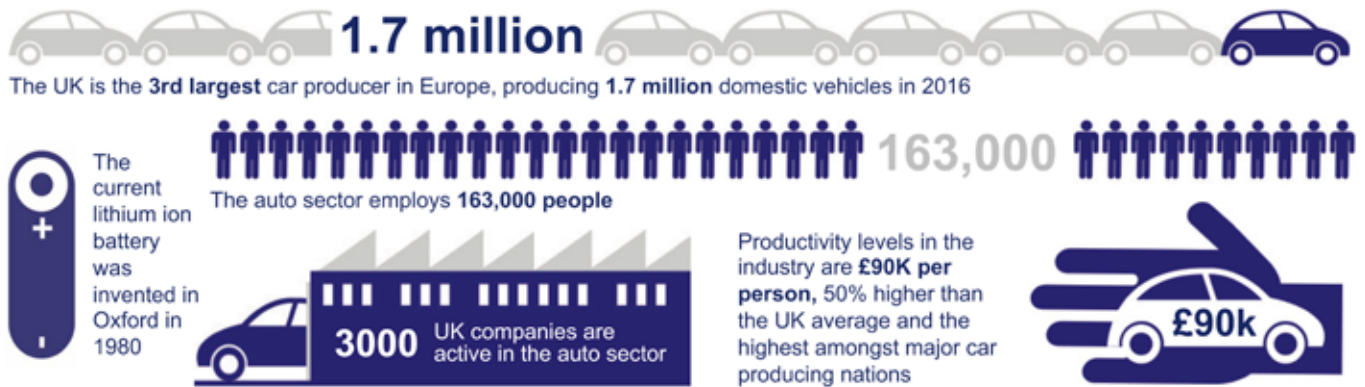 1.7 million
The UK is the 3rd largest car producer in Europe, producing 1.7 million domestic vehicles in 2016
163,000
The auto sector employs 163,000 people
+
-
The
current
lithium ion
battery
was
invented in
Oxford in
1980
3000 UK companies are
active in the auto sector
Productivity levels in the
industry are £90K per
person, 50% higher than
the UK average and the
highest amongst major car
producing nations
£90k